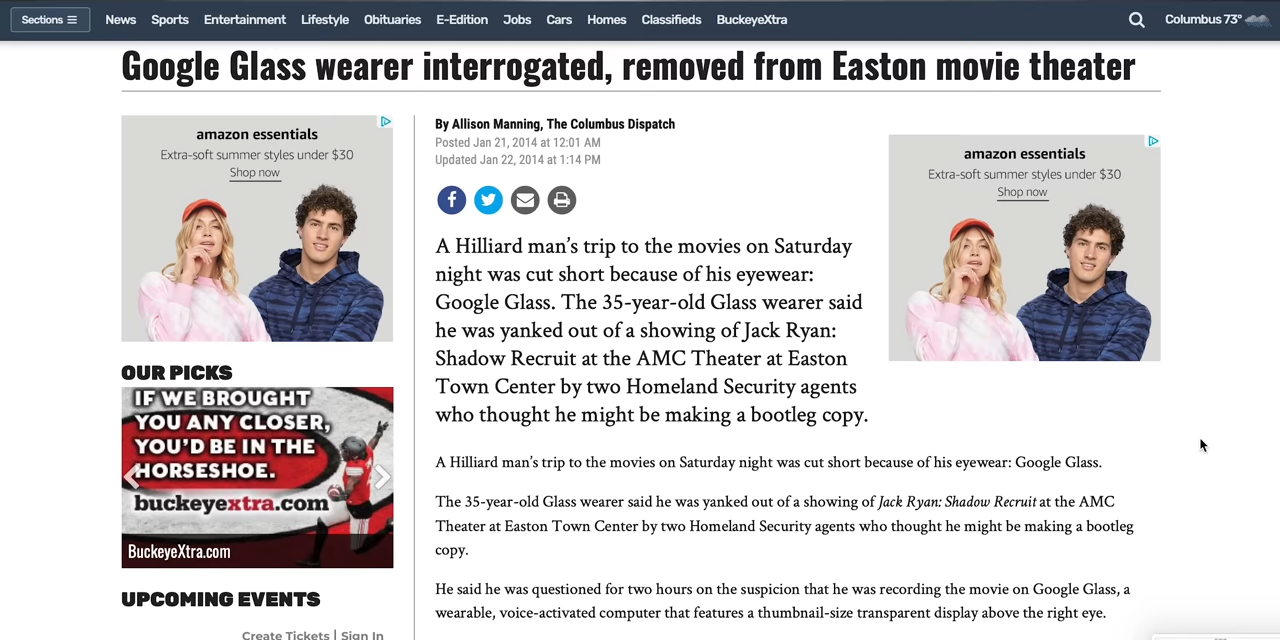 Sections ☰ News Sports Entertainment Lifestyle Obituaries E-Edition Jobs Cars Homes Classifieds BuckeyeXtra Columbus 73°
Google Glass wearer interrogated, removed from Easton movie theater
amazon essentials
Extra-soft summer styles under $30
Shop now
OUR PICKS
IF WE BROUGHT
YOU ANY CLOSER,
YOU'D BE IN THE
HORSESHOE.
buckeyextra.com
BuckeyeXtra.com
UPCOMING EVENTS
Create Tickets | Sign In
By Allison Manning, The Columbus Dispatch
Posted Jan 21, 2014 at 12:01 AM
Updated Jan 22, 2014 at 1:14 PM
A Hilliard man’s trip to the movies on Saturday
night was cut short because of his eyewear:
Google Glass. The 35-year-old Glass wearer said
he was yanked out of a showing of Jack Ryan:
Shadow Recruit at the AMC Theater at Easton
Town Center by two Homeland Security agents
who thought he might be making a bootleg copy.
amazon essentials
Extra-soft summer styles under $30
Shop now
A Hilliard man’s trip to the movies on Saturday night was cut short because of his eyewear: Google Glass.
The 35-year-old Glass wearer said he was yanked out of a showing of Jack Ryan: Shadow Recruit at the AMC
Theater at Easton Town Center by two Homeland Security agents who thought he might be making a bootleg
copy.
He said he was questioned for two hours on the suspicion that he was recording the movie on Google Glass, a
wearable, voice-activated computer that features a thumbnail-size transparent display above the right eye.